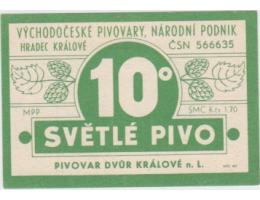 VÝCHODOČESKÉ PIVOVARY, NÁRODNÍ PODNIK
HRADEC KRÁLOVÉ ČSN 566635
10°
MPP SMC Kčs 1·70
SVĚTLÉ PIVO
PIVOVAR DVŮR KRÁLOVÉ n. L.